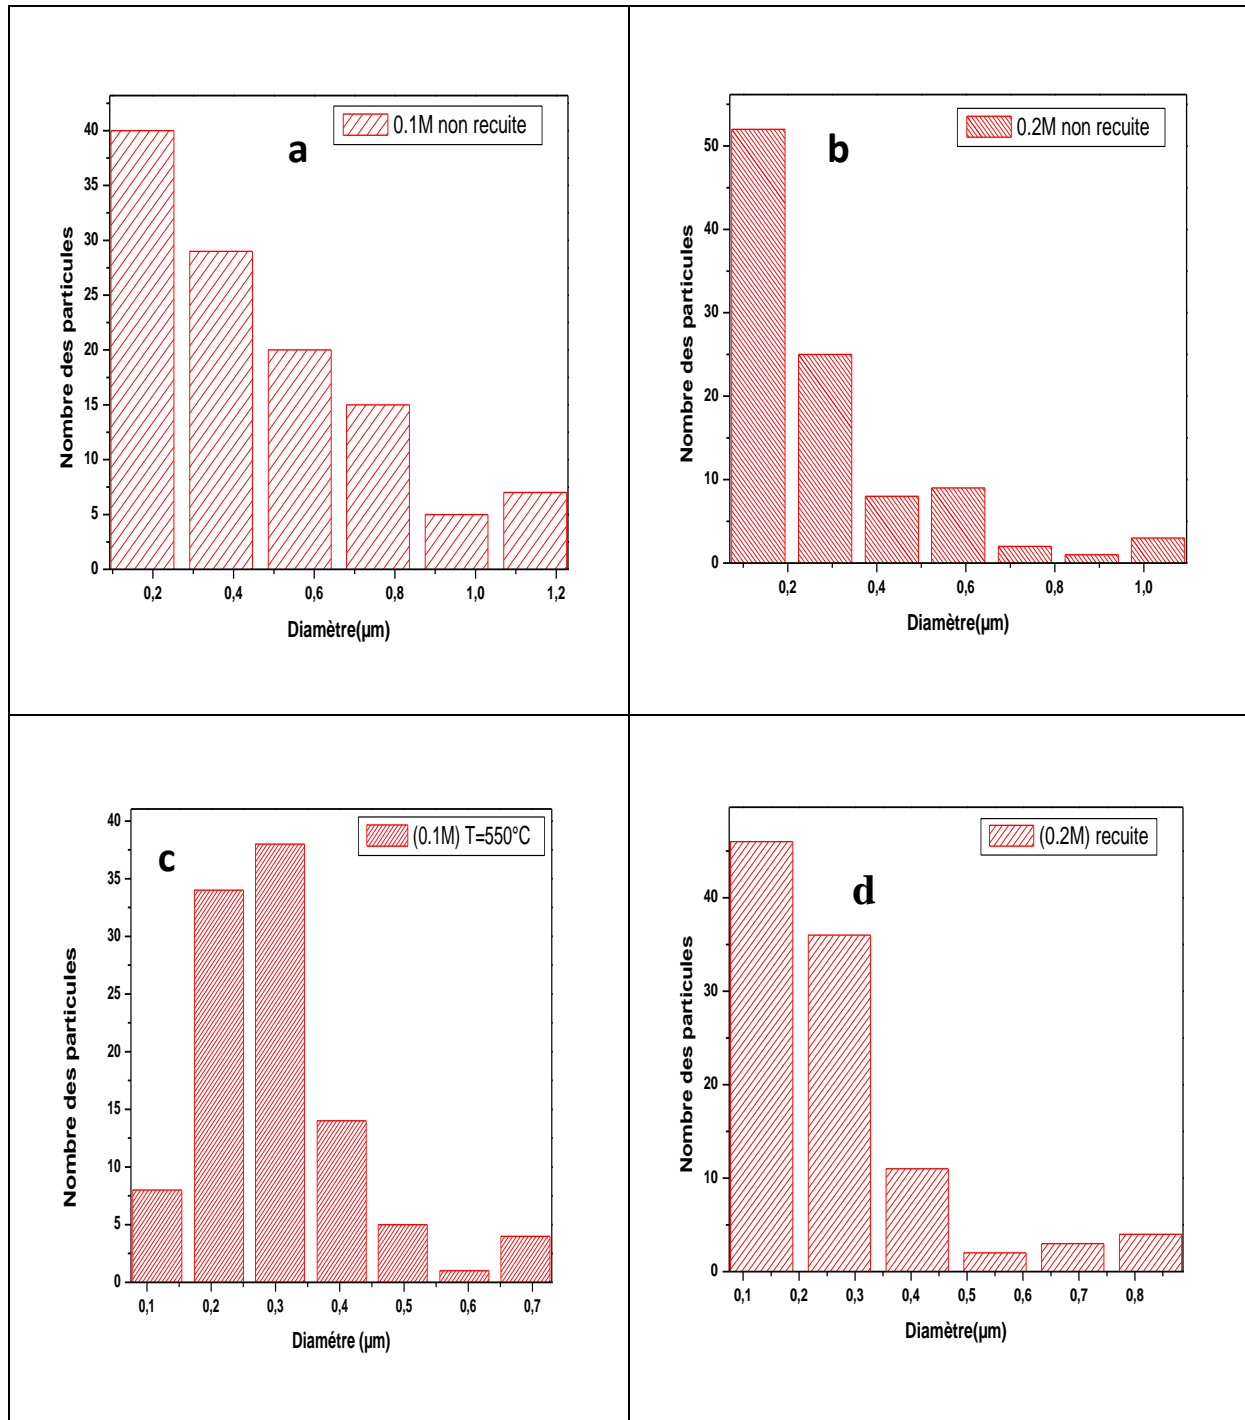 0.1M non recuite
a
40
35
30
25
20
15
10
5
0
Nombre des particules
0,2 0,4 0,6 0,8 1,0 1,2
Diamètre(µm)
0.2M non recuite
b
50
40
30
20
10
0
Nombre des particules
0,2 0,4 0,6 0,8 1,0
Diamètre(µm)
(0.1M) T=550°C
c
40
35
30
25
20
15
10
5
0
Nombre des particules
0,1 0,2 0,3 0,4 0,5 0,6 0,7
Diamétre (µm)
(0.2M) recuite
d
40
30
20
10
0
Nombre des particules
0,1 0,2 0,3 0,4 0,5 0,6 0,7 0,8
Diamètre(µm)